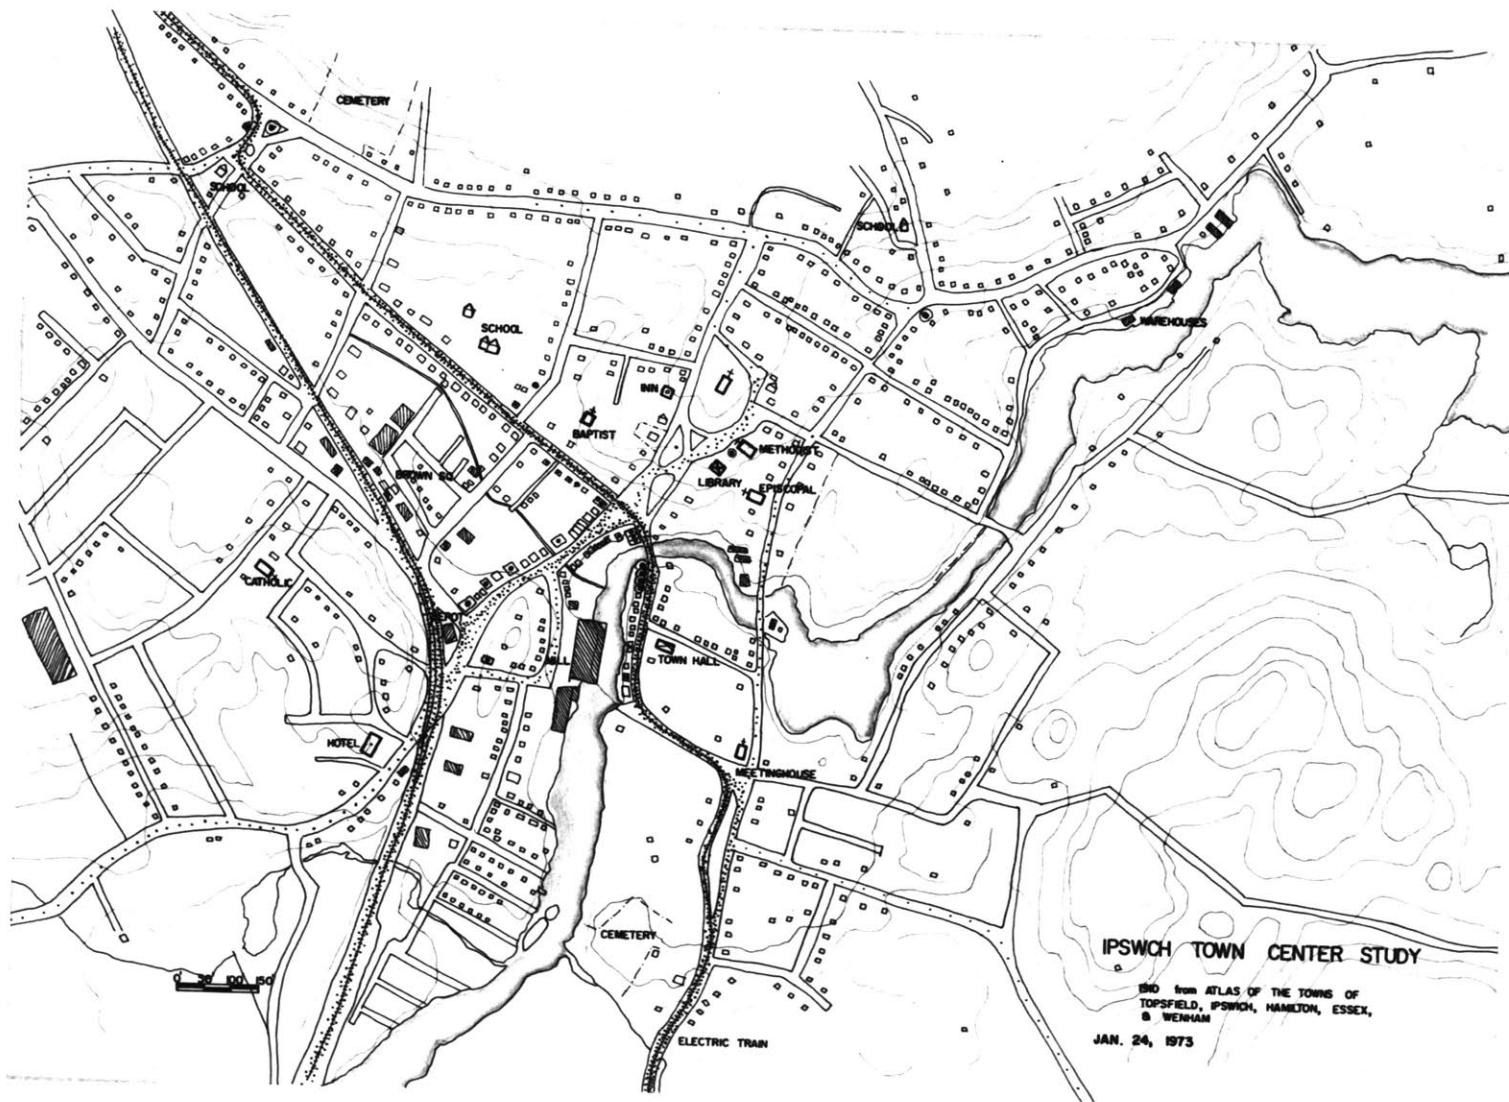 CEMETERY
SCHOOL
SCHOOL
SCHOOL
WAREHOUSES
INN
BAPTIST
METHODIST
LIBRARY
EPISCOPAL
BROWN SQ.
CATHOLIC
DEPOT
MILL
TOWN HALL
HOTEL
MEETINGHOUSE
CEMETERY
0 50 100 150'
ELECTRIC TRAIN
IPSWCH TOWN CENTER STUDY
from ATLAS OF THE TOWNS OF
TOPSFIELD, IPSWICH, HAMILTON, ESSEX,
& WENHAM
JAN. 24, 1973